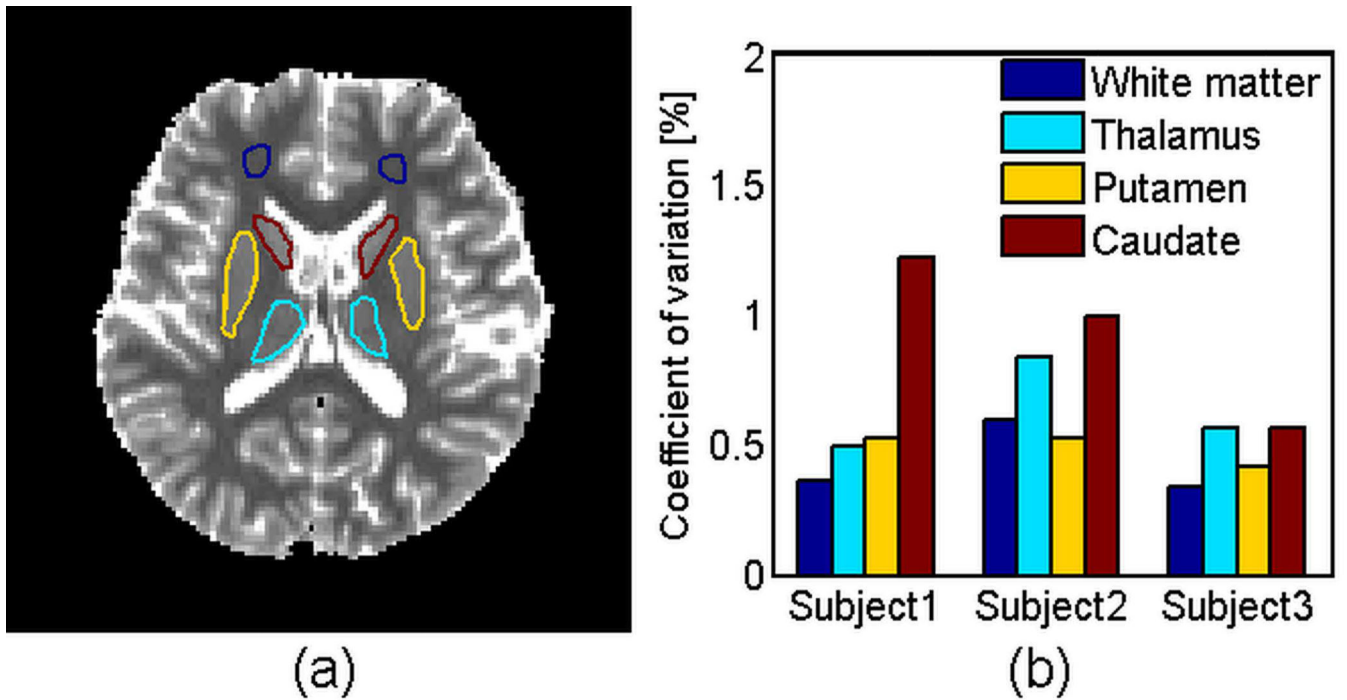 2
1.5
1
0.5
0
Coefficient of variation [%]
White matter
Thalamus
Putamen
Caudate
Subject1 Subject2 Subject3
(a) (b)